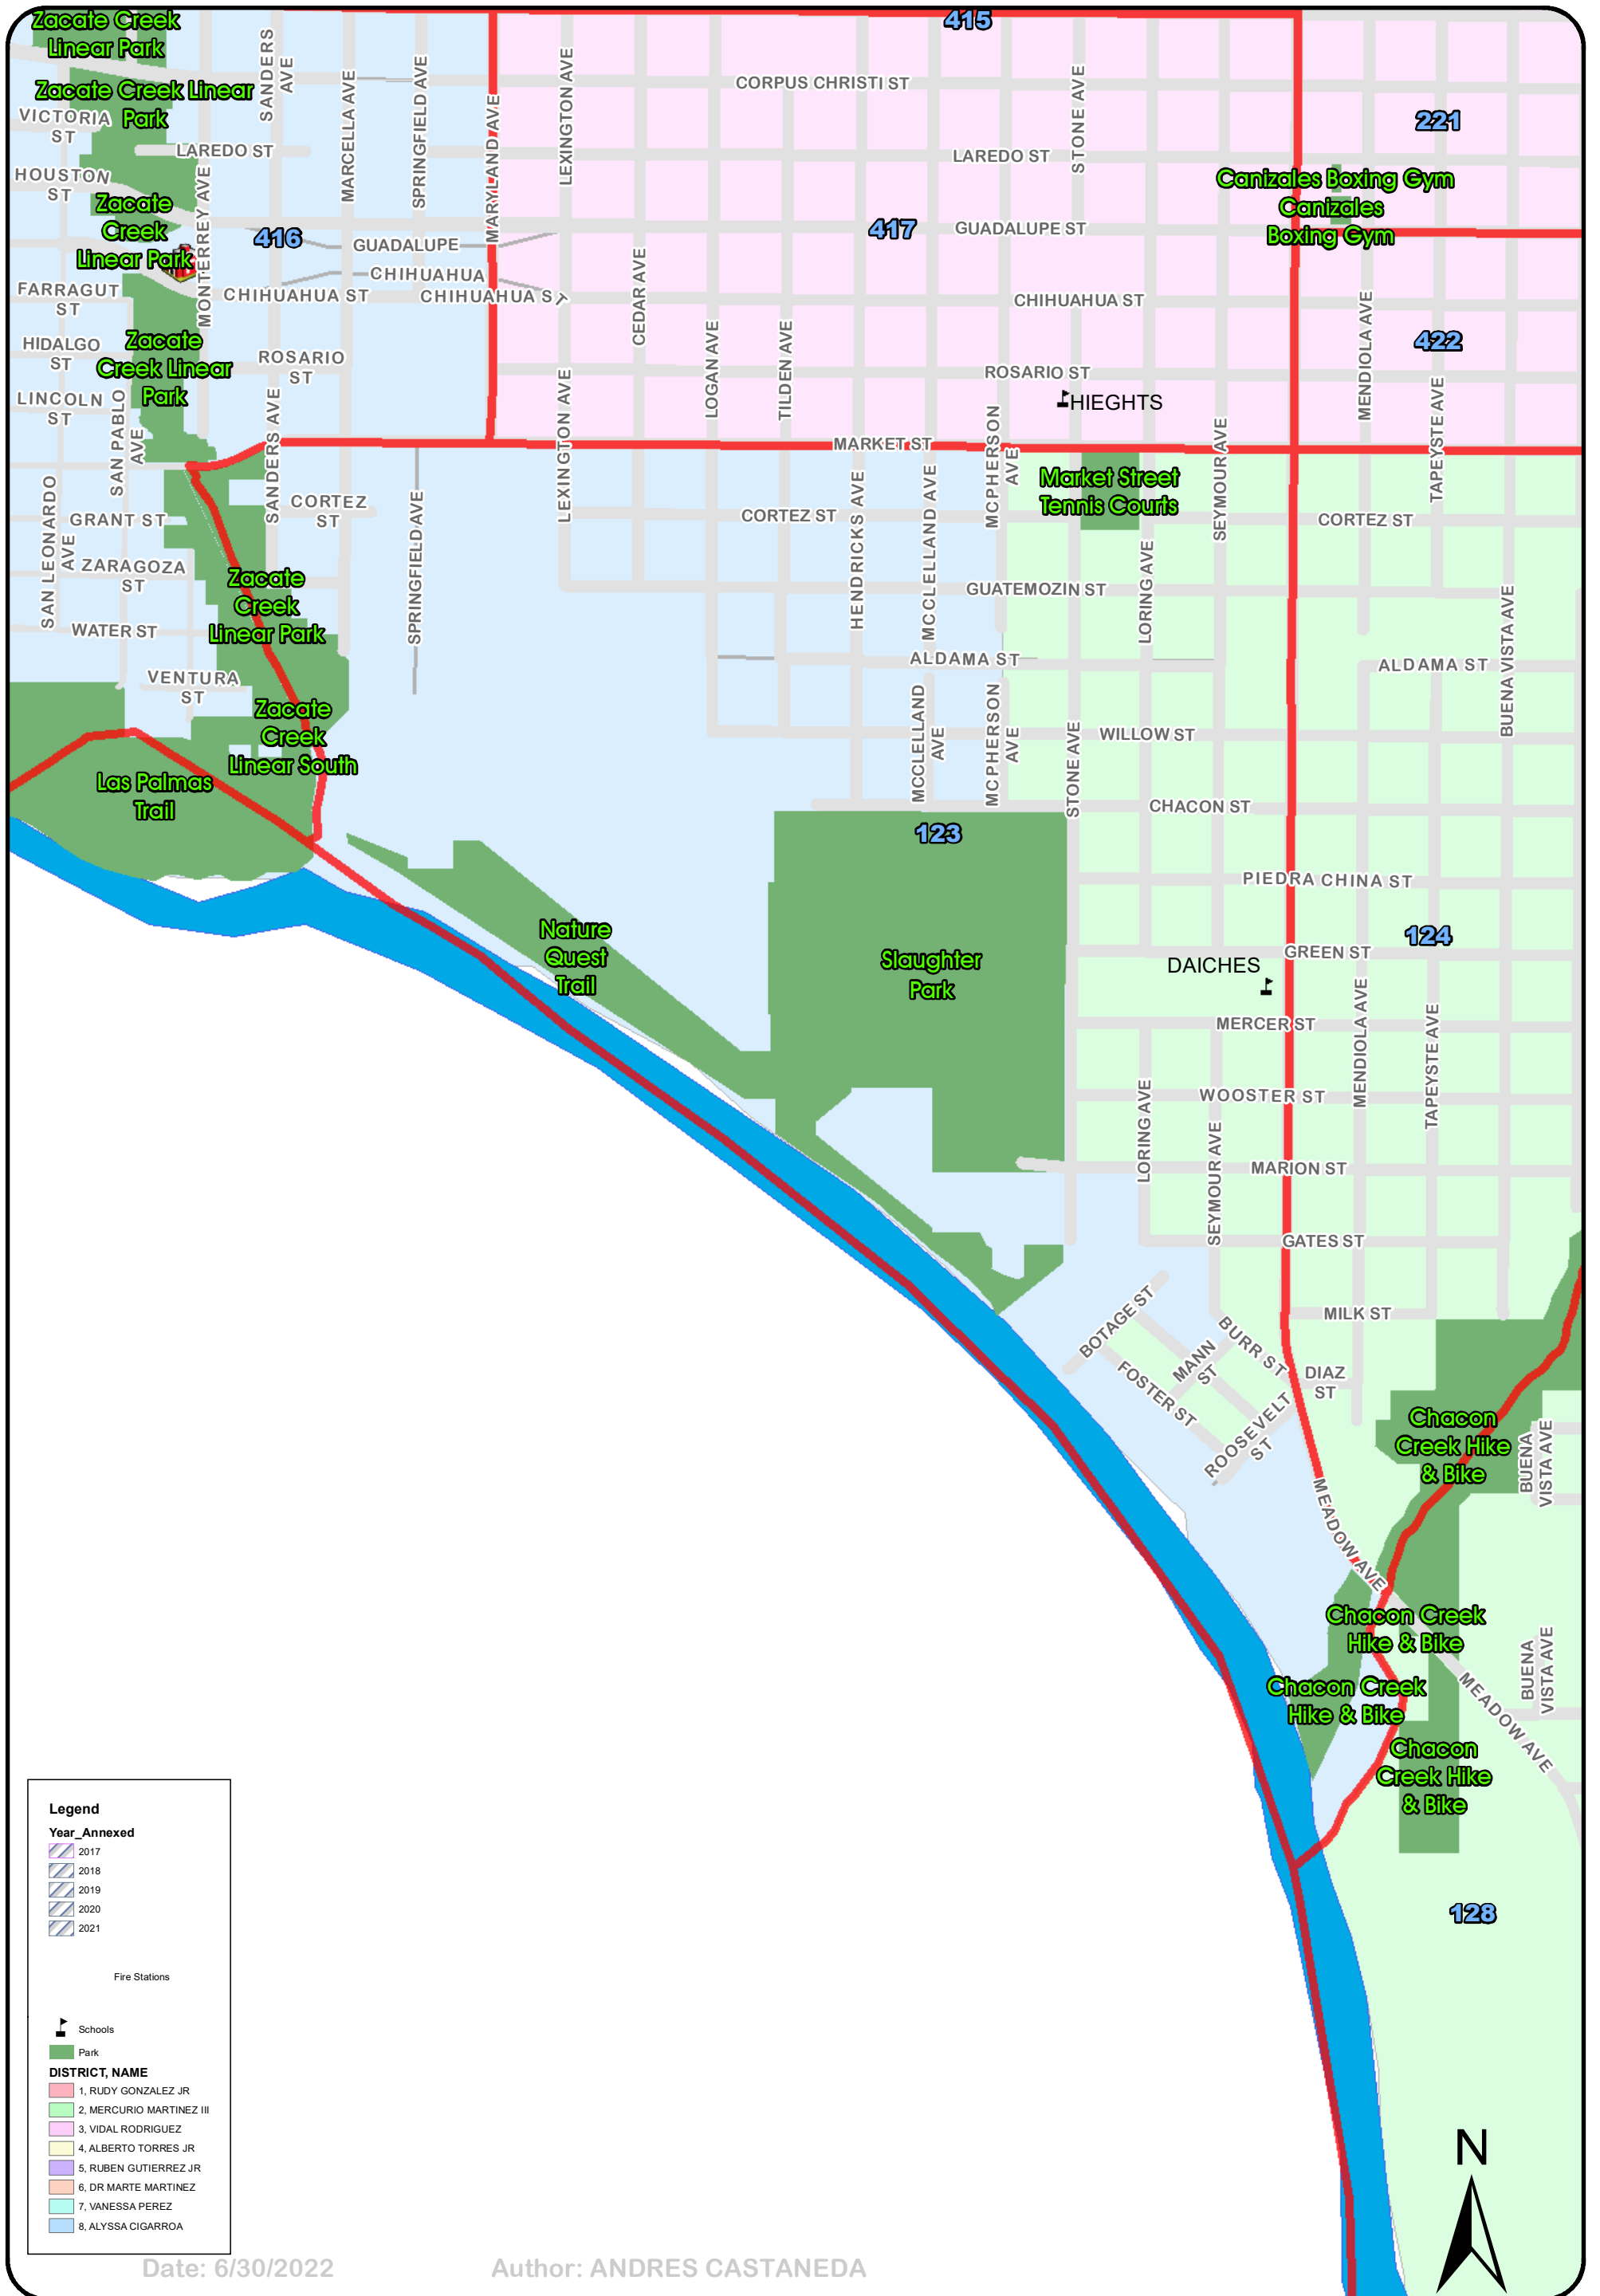 Zacate Creek
Linear Park
415
SANDERS
AVE
MARCELLA AVE
SPRINGFIELD AVE
MARYLAND AVE
LEXINGTON AVE
CORPUS CHRISTI ST
STONE AVE
Zacate Creek Linear
Park
VICTORIA
ST
221
LAREDO ST
LAREDO ST
HOUSTON
ST
MONTERREY AVE
Canizales Boxing Gym
Canizales
Boxing Gym
Zacate
Creek
Linear Park
416
417
GUADALUPE
GUADALUPE ST
CHIHUAHUA
CHIHUAHUA ST
CHIHUAHUA ST
CHIHUAHUA ST
FARRAGUT
ST
CEDAR AVE
LOGAN AVE
TILDEN AVE
MENDIOLA AVE
422
HIDALGO
ST
Zacate
Creek Linear
Park
ROSARIO
ST
ROSARIO ST
LINCOLN
ST
HIEGHTS
SAN PABLO
AVE
SANDERS AVE
LEXINGTON AVE
MARKET ST
MCPHERSON
AVE
SEYMOUR AVE
TAPEYSTE AVE
Market Street
Tennis Courts
SAN LEONARDO
AVE
GRANT ST
CORTEZ
ST
SPRINGFIELD AVE
CORTEZ ST
HENDRICKS AVE
MCCLELLAND AVE
CORTEZ ST
ZARAGOZA
ST
Zacate
Creek
Linear Park
GUATEMOZIN ST
LORING AVE
BUENA VISTA AVE
WATER ST
ALDAMA ST
ALDAMA ST
VENTURA
ST
Zacate
Creek
Linear South
MCCLELLAND
AVE
MCPHERSON
AVE
STONE AVE
WILLOW ST
Las Palmas
Trail
CHACON ST
123
PIEDRA CHINA ST
Nature
Quest
Trail
Slaughter
Park
124
GREEN ST
DAICHES
MERCER ST
MENDIOLA AVE
TAPEYSTE AVE
WOOSTER ST
LORING AVE
SEYMOUR AVE
MARION ST
GATES ST
BOTAGE ST
MILK ST
BURR ST
MANN
ST
FOSTER ST
DIAZ
ST
ROOSEVELT
ST
Chacon
Creek Hike
& Bike
BUENA
VISTA AVE
MEADOW AVE
Chacon Creek
Hike & Bike
BUENA
VISTA AVE
Chacon Creek
Hike & Bike
MEADOW AVE
Chacon
Creek Hike
& Bike
128
Legend
Year_Annexed
2017
2018
2019
2020
2021
Fire Stations
Schools
Park
DISTRICT, NAME
1, RUDY GONZALEZ JR
2, MERCURIO MARTINEZ III
3, VIDAL RODRIGUEZ
4, ALBERTO TORRES JR
5, RUBEN GUTIERREZ JR
6, DR MARTE MARTINEZ
7, VANESSA PEREZ
8, ALYSSA CIGARROA
N
Date: 6/30/2022
Author: ANDRES CASTANEDA